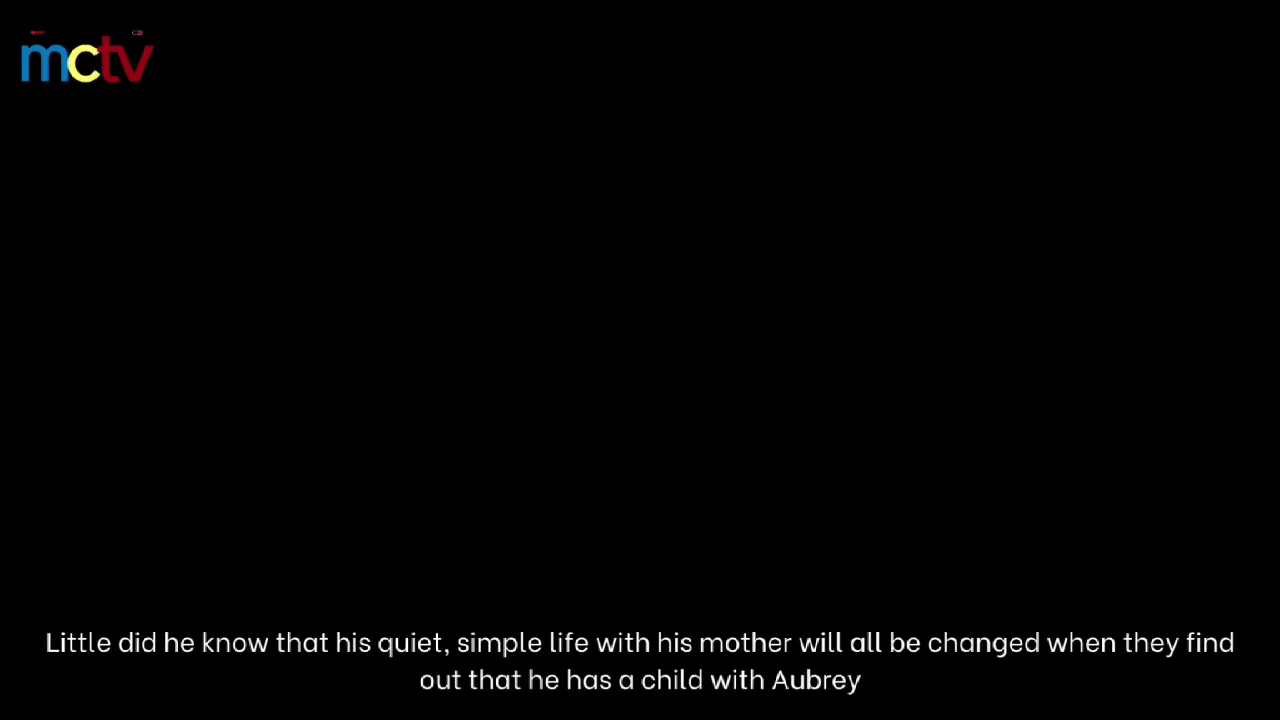 mctv
Little did he know that his quiet, simple life with his mother will all be changed when they find
out that he has a child with Aubrey